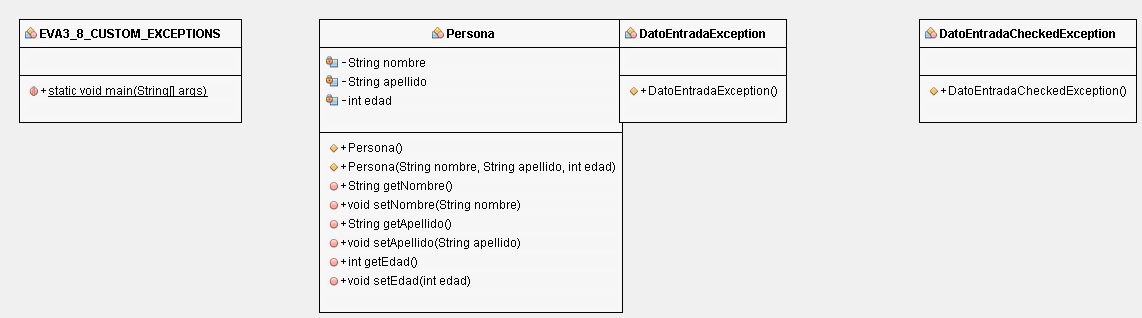 EVA3_8_CUSTOM_EXCEPTIONS
+static void main(String[] args)
Persona
-String nombre
-String apellido
-int edad
+Persona()
+Persona(String nombre, String apellido, int edad)
+String getNombre()
+void setNombre(String nombre)
+String getApellido()
+void setApellido(String apellido)
+int getEdad()
+void setEdad(int edad)
DatoEntradaException
+DatoEntradaException()
DatoEntradaCheckedException
+DatoEntradaCheckedException()